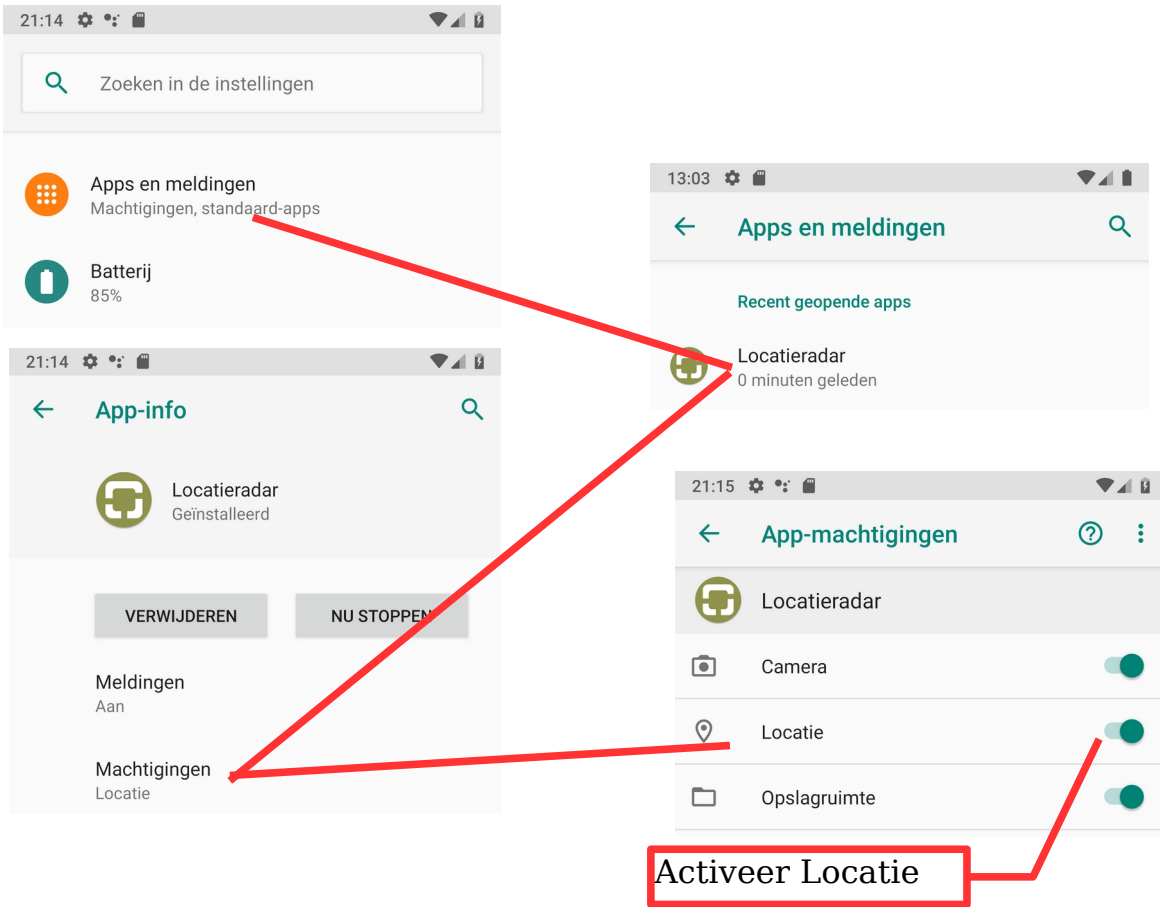 21:14
Zoeken in de instellingen
Apps en meldingen
Machtigingen, standaard-apps
Batterij
85%
13:03
Apps en meldingen
Recent geopende apps
Locatieradar
0 minuten geleden
21:14
App-info
Locatieradar
Geïnstalleerd
VERWIJDEREN
NU STOPPEN
Meldingen
Aan
Machtigingen
Locatie
21:15
App-machtigingen
Locatieradar
Camera
Locatie
Opslagruimte
Activeer Locatie